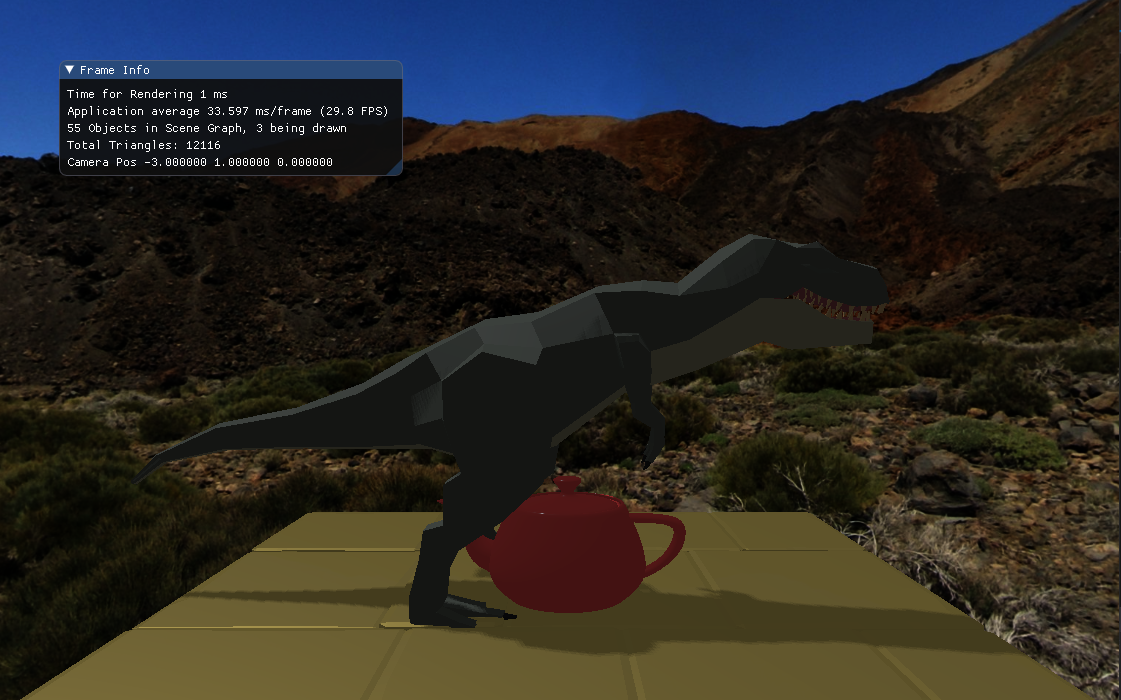 Frame Info
Time for Rendering 1 ms
Application average 33.597 ms/frame (29.8 FPS)
55 Objects in Scene Graph, 3 being drawn
Total Triangles: 12116
Camera Pos -3.000000 1.000000 0.000000